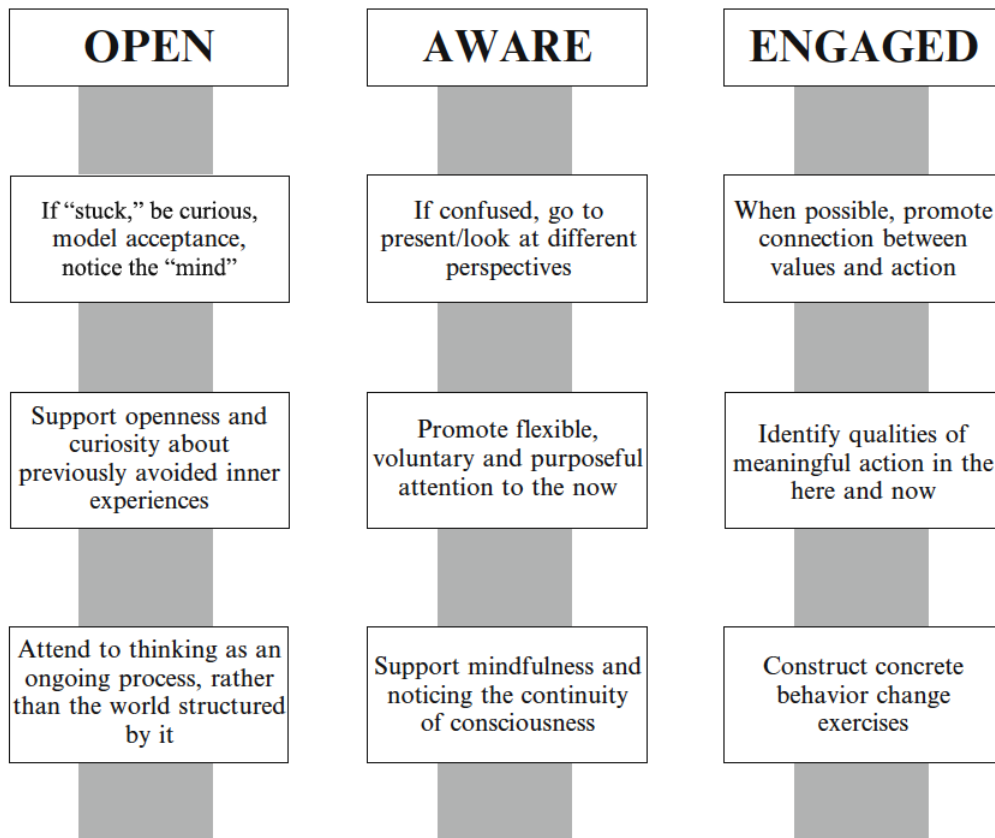 OPEN
If “stuck,” be curious,
model acceptance,
notice the “mind”
Support openness and
curiosity about
previously avoided inner
experiences
Attend to thinking as an
ongoing process, rather
than the world structured
by it
AWARE
If confused, go to
present/look at different
perspectives
Promote flexible,
voluntary and purposeful
attention to the now
Support mindfulness and
noticing the continuity
of consciousness
ENGAGED
When possible, promote
connection between
values and action
Identify qualities of
meaningful action in the
here and now
Construct concrete
behavior change
exercises